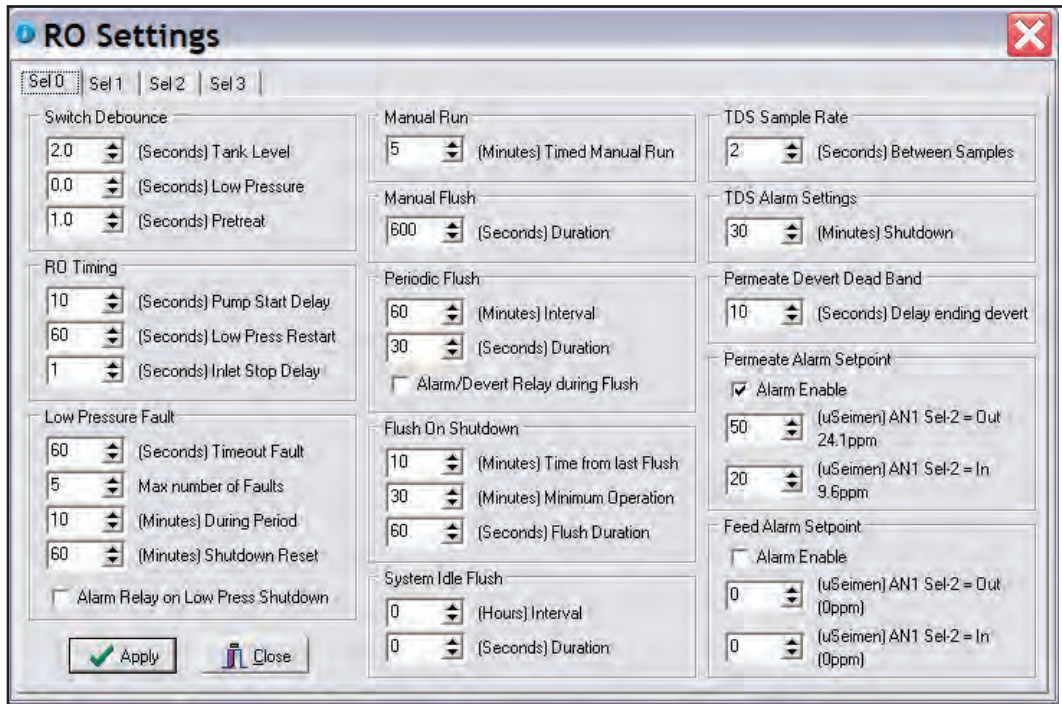 RO Settings
Sel 0 Sel 1 Sel 2 Sel 3
Switch Debounce
2.0 (Seconds) Tank Level
0.0 (Seconds) Low Pressure
1.0 (Seconds) Pretreat
RO Timing
10 (Seconds) Pump Start Delay
60 (Seconds) Low Press Restart
1 (Seconds) Inlet Stop Delay
Low Pressure Fault
60 (Seconds) Timeout Fault
5 Max number of Faults
10 (Minutes) During Period
60 (Minutes) Shutdown Reset
Alarm Relay on Low Press Shutdown
Apply Close
Manual Run
5 (Minutes) Timed Manual Run
Manual Flush
600 (Seconds) Duration
Periodic Flush
60 (Minutes) Interval
30 (Seconds) Duration
Alarm/Devert Relay during Flush
Flush On Shutdown
10 (Minutes) Time from last Flush
30 (Minutes) Minimum Operation
60 (Seconds) Flush Duration
System Idle Flush
0 (Hours) Interval
0 (Seconds) Duration
TDS Sample Rate
2 (Seconds) Between Samples
TDS Alarm Settings
30 (Minutes) Shutdown
Permeate Devert Dead Band
10 (Seconds) Delay ending devert
Permeate Alarm Setpoint
Alarm Enable
50 (uSeimen) AN1 Sel-2 = Out
24.1ppm
20 (uSeimen) AN1 Sel-2 = In
9.6ppm
Feed Alarm Setpoint
Alarm Enable
0 (uSeimen) AN1 Sel-2 = Out
(0ppm)
0 (uSeimen) AN1 Sel-2 = In
(0ppm)